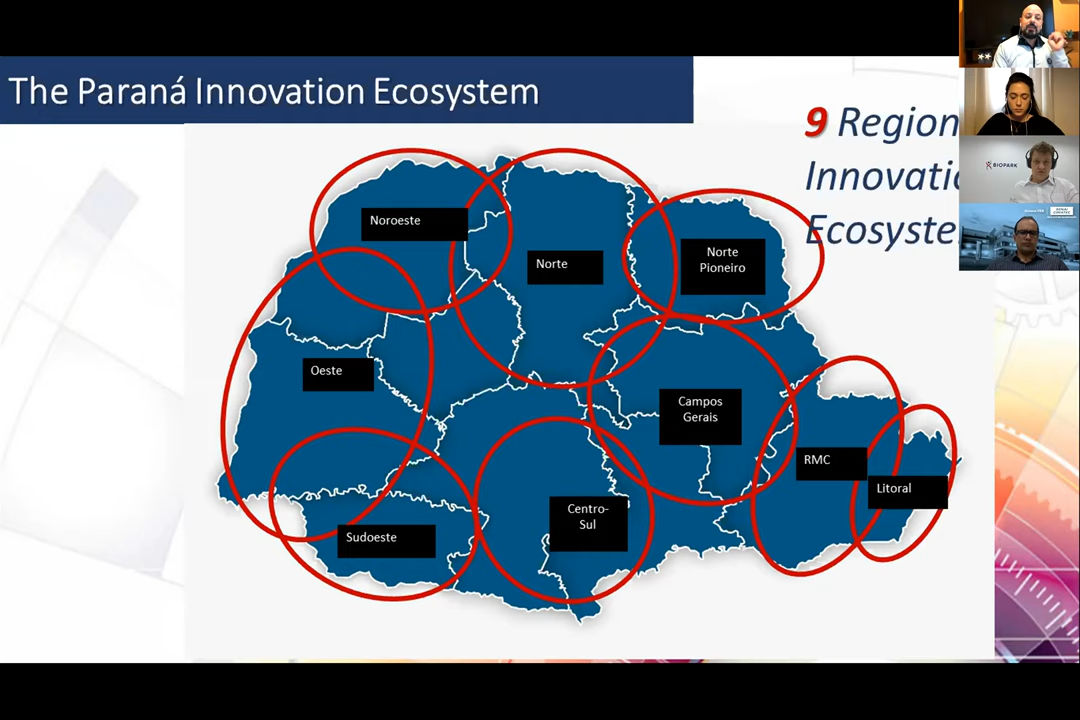 The Paraná Innovation Ecosystem
9 Region
Innovati
Ecosyste
BIOPARK
Noroeste
Norte
Norte
Pioneiro
Oeste
Campos
Gerais
RMC
Litoral
Centro-
Sul
Sudoeste